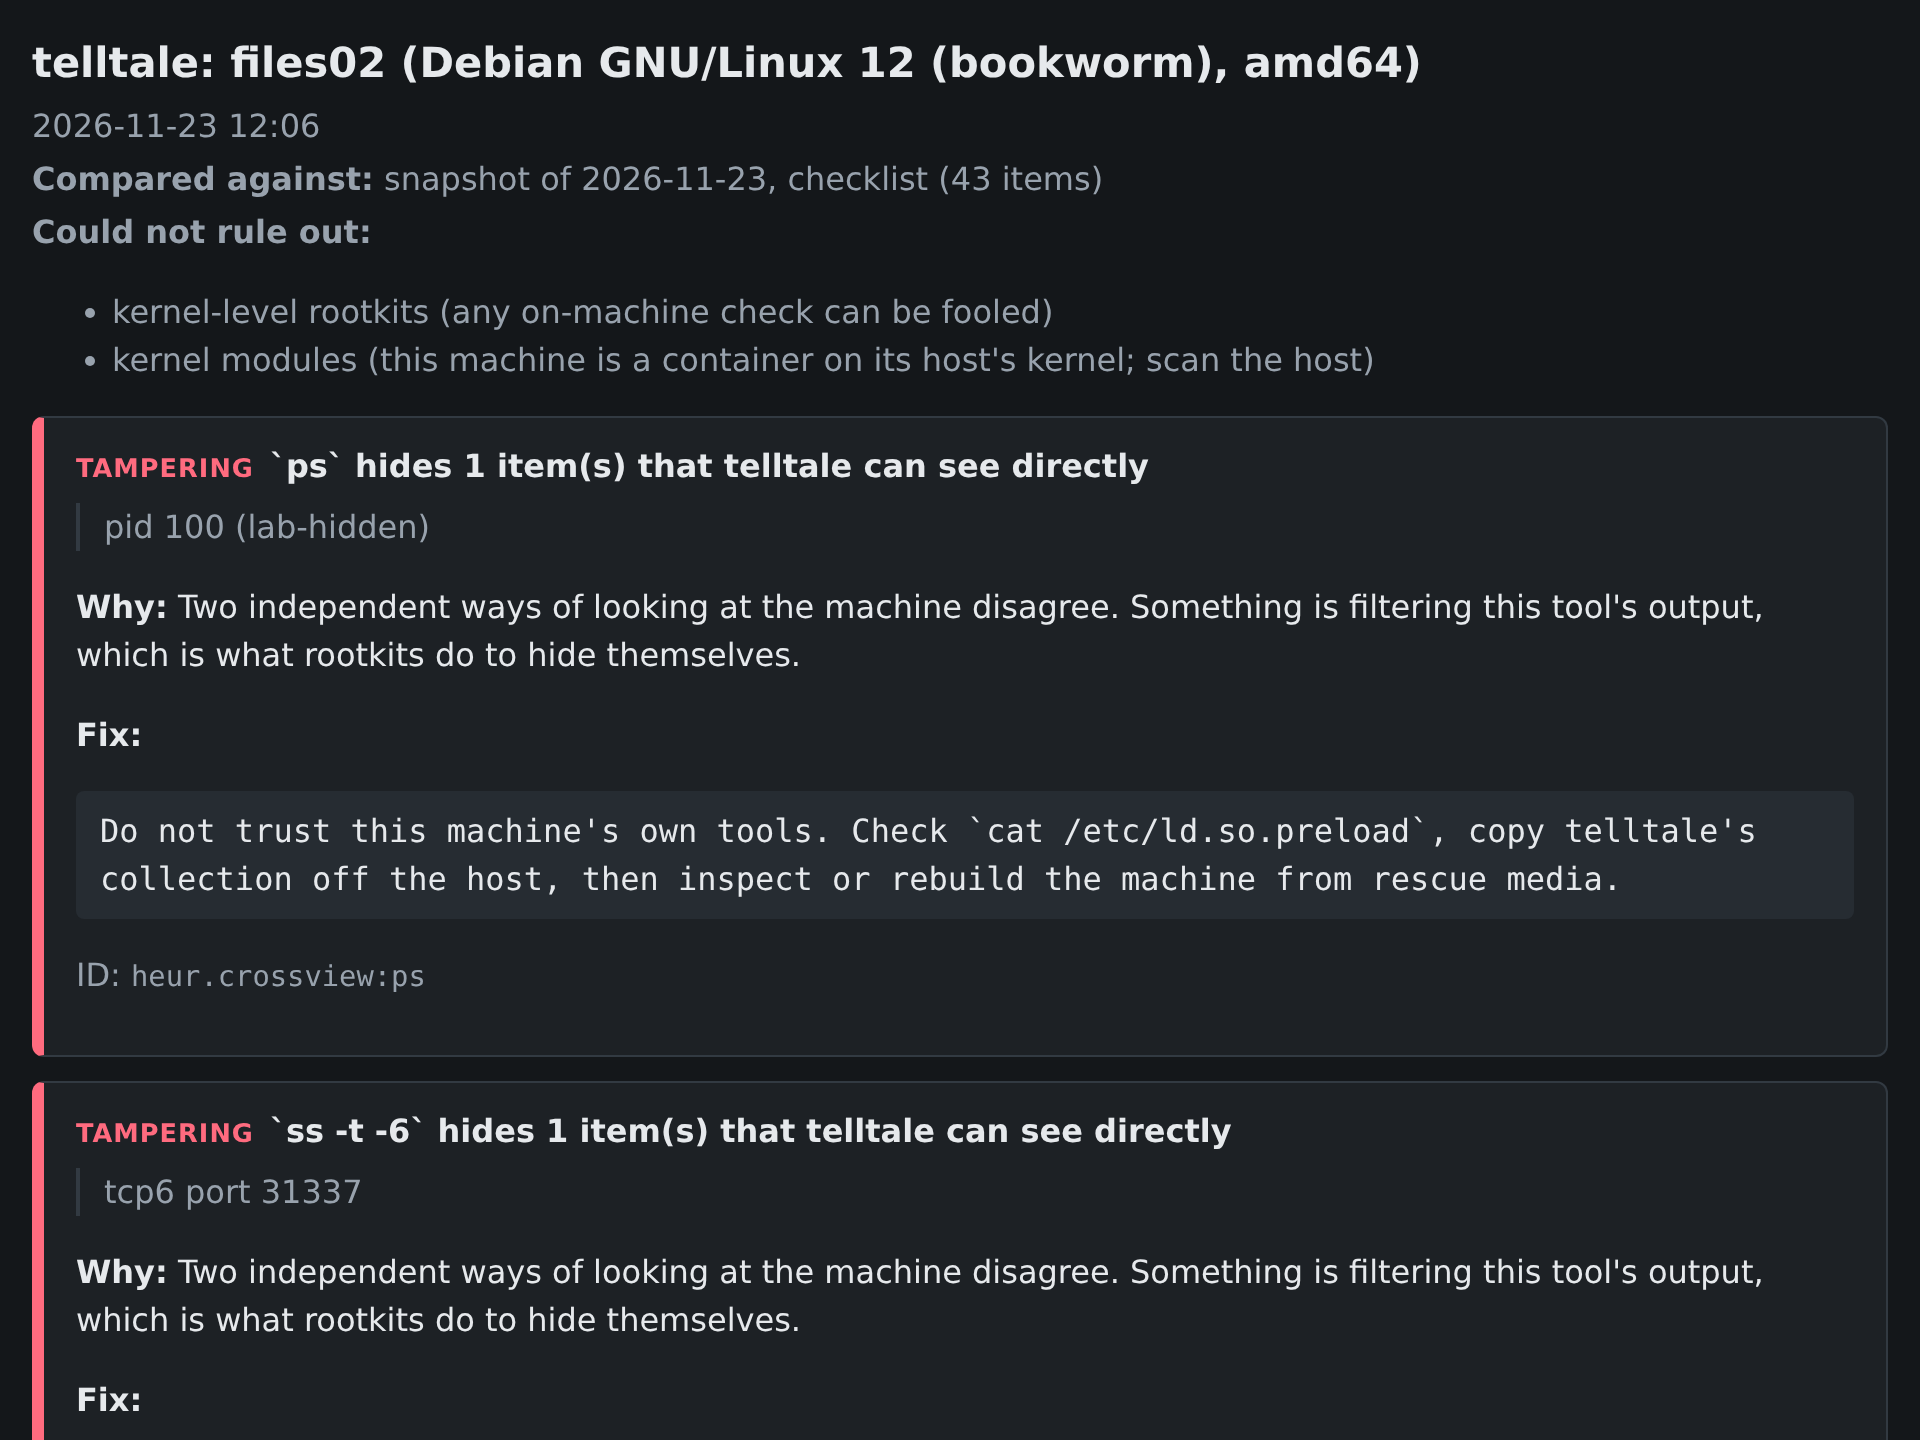 telltale: files02 (Debian GNU/Linux 12 (bookworm), amd64)
2026-11-23 12:06
Compared against: snapshot of 2026-11-23, checklist (43 items)
Could not rule out:
• kernel-level rootkits (any on-machine check can be fooled)
• kernel modules (this machine is a container on its host's kernel; scan the host)
TAMPERING `ps` hides 1 item(s) that telltale can see directly
pid 100 (lab-hidden)
Why: Two independent ways of looking at the machine disagree. Something is filtering this tool's output,
which is what rootkits do to hide themselves.
Fix:
Do not trust this machine's own tools. Check `cat /etc/ld.so.preload`, copy telltale's
collection off the host, then inspect or rebuild the machine from rescue media.
ID: heur.crossview:ps
TAMPERING `ss -t -6` hides 1 item(s) that telltale can see directly
tcp6 port 31337
Why: Two independent ways of looking at the machine disagree. Something is filtering this tool's output,
which is what rootkits do to hide themselves.
Fix: